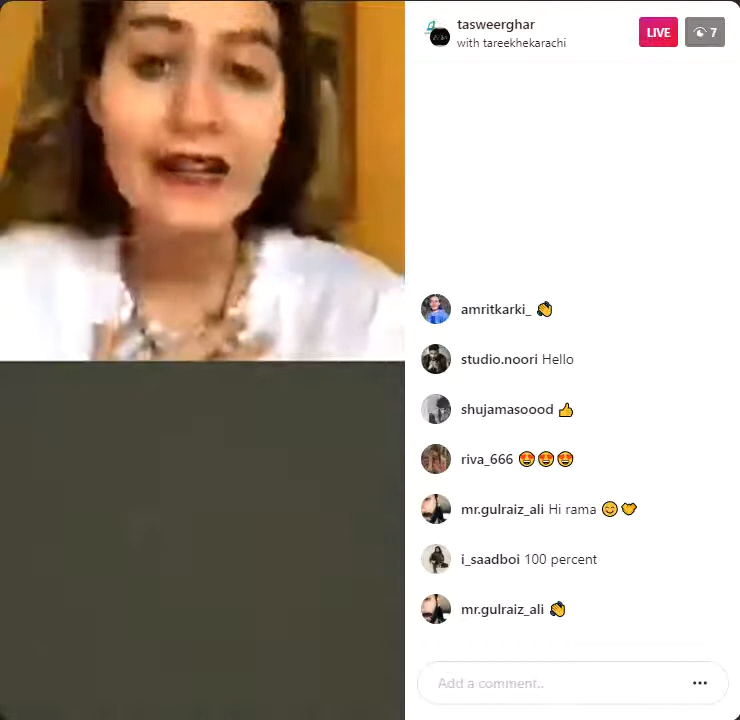 tasweerghar
with tareekhekarachi
LIVE
7
amritkarki_ 👏
studio.noori Hello
shujamasoood 👍
riva_666 😍😍😍
mr.gulraiz_ali Hi rama 😊🤝
i_saadboi 100 percent
mr.gulraiz_ali 👏
Add a comment..